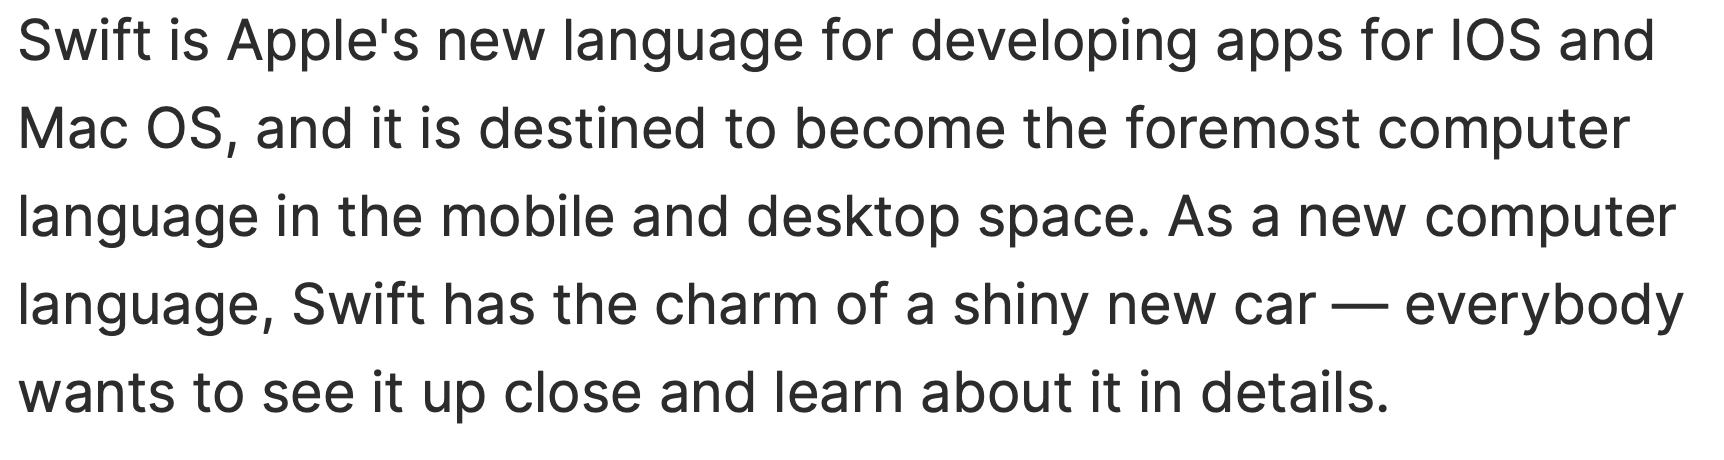 Swift is Apple's new language for developing apps for IOS and
Mac OS, and it is destined to become the foremost computer
language in the mobile and desktop space. As a new computer
language, Swift has the charm of a shiny new car — everybody
wants to see it up close and learn about it in details.